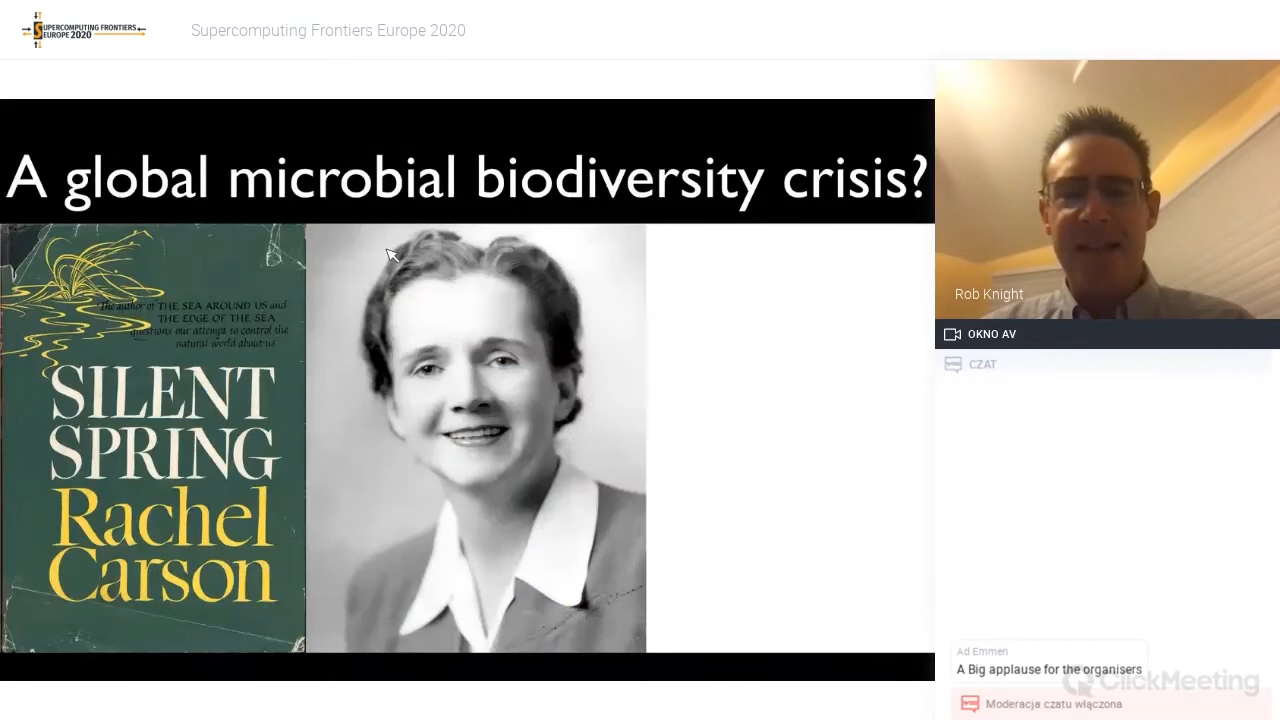 SUPERCOMPUTING FRONTIERS
EUROPE 2020
Supercomputing Frontiers Europe 2020
A global microbial biodiversity crisis?
The author of THE SEA AROUND US and
THE EDGE OF THE SEA
questions our attempt to control the
natural world about us
SILENT
SPRING
Rachel
Carson
Rob Knight
OKNO AV
CZAT
Ad Emmen
A Big applause for the organisers
ClickMeeting
Moderacja czatu włączona